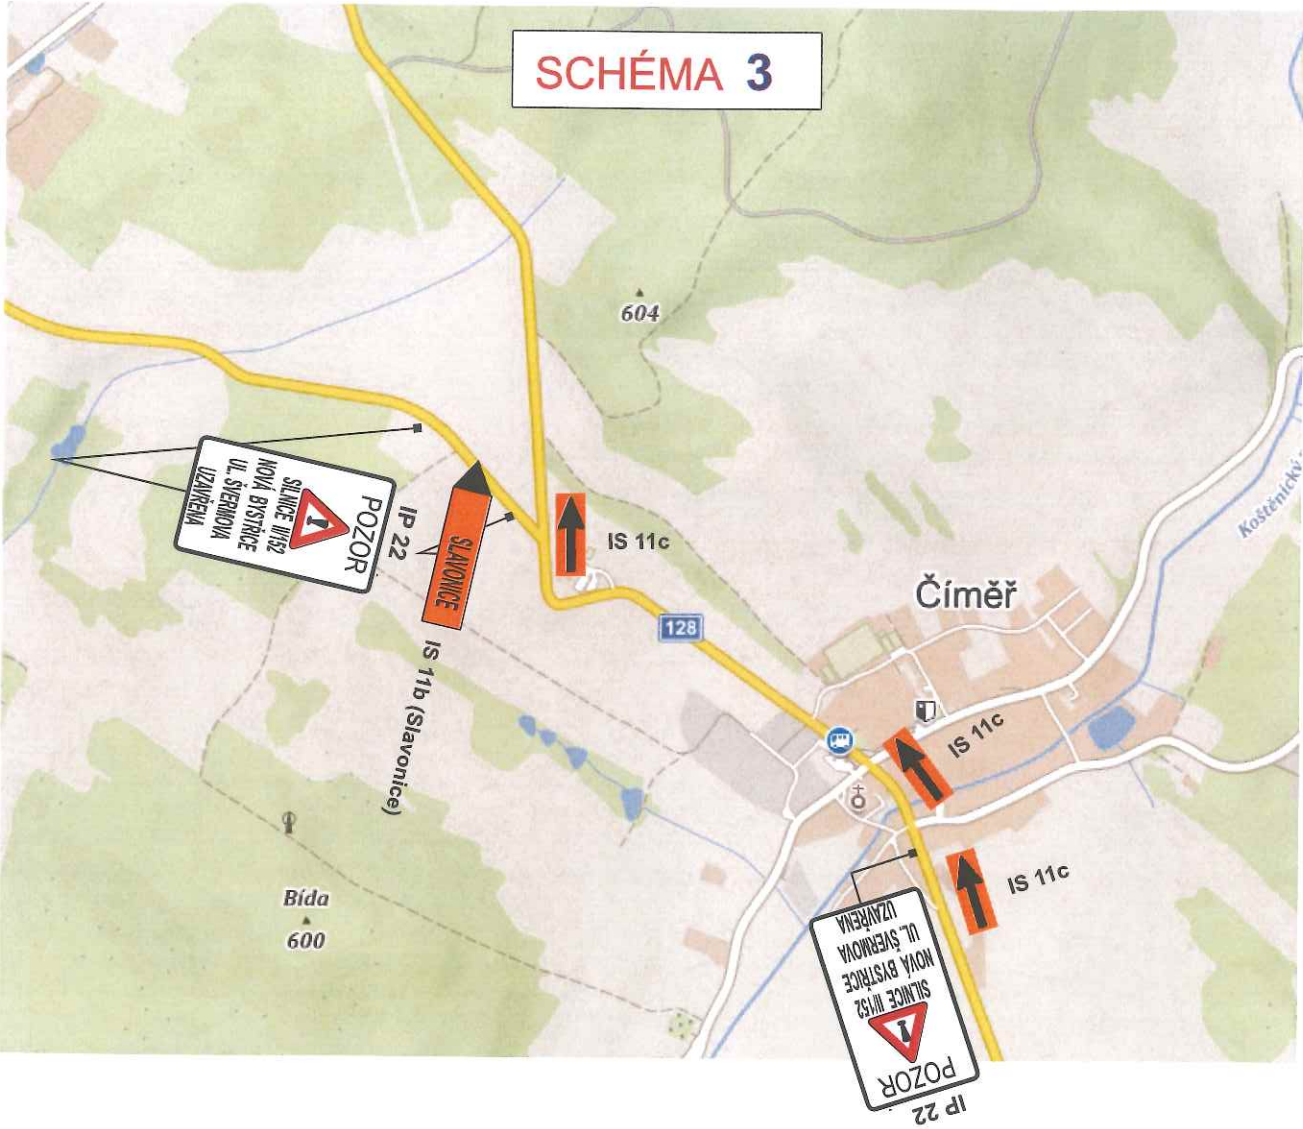 SCHÉMA 3
604
POZOR
SILNICE II/152
NOVÁ BYSTŘICE
UL. ŠVERMOVA
UZAVŘENA
IP 22
SLAVONICE
IS 11b (Slavonice)
IS 11c
128
Číměř
Koštěnický
IS 11c
IS 11c
Bída
600
POZOR
SILNICE II/152
NOVÁ BYSTŘICE
UL. ŠVERMOVA
UZAVŘENA
IP 22